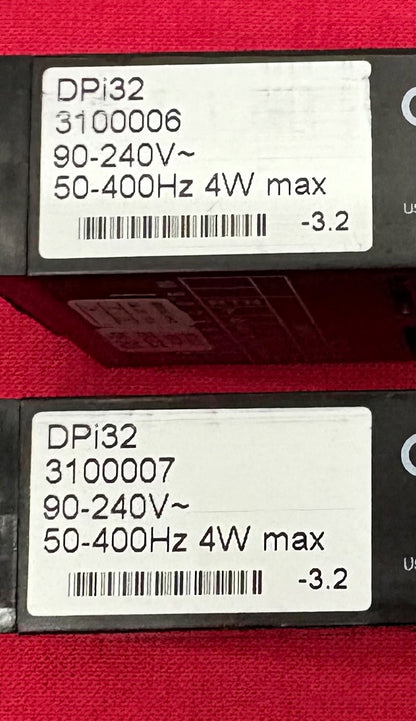 DPi32
3100006
90-240V~
50-400Hz 4W max
-3.2
DPi32
3100007
90-240V~
50-400Hz 4W max
-3.2